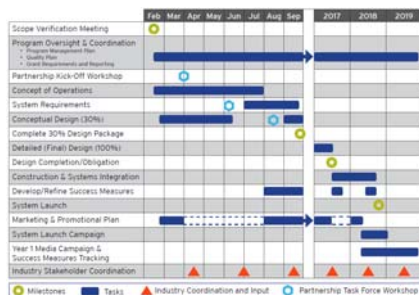 Feb Mar Apr May Jun Jul Aug Sep 2017 2018 2019
Scope Verification Meeting
Program Oversight & Coordination
• Program Management Plan
• Quality Plan
• Grant Requirements and Reporting
Partnership Kick-Off Workshop
Concept of Operations
System Requirements
Conceptual Design (30%)
Complete 30% Design Package
Detailed (Final) Design (100%)
Design Completion/Obligation
Construction & Systems Integration
Develop/Refine Success Measures
System Launch
Marketing & Promotional Plan
System Launch Campaign
Year 1 Media Campaign &
Success Measures Tracking
Industry Stakeholder Coordination
Milestones Tasks Industry Coordination and Input Partnership Task Force Workshop